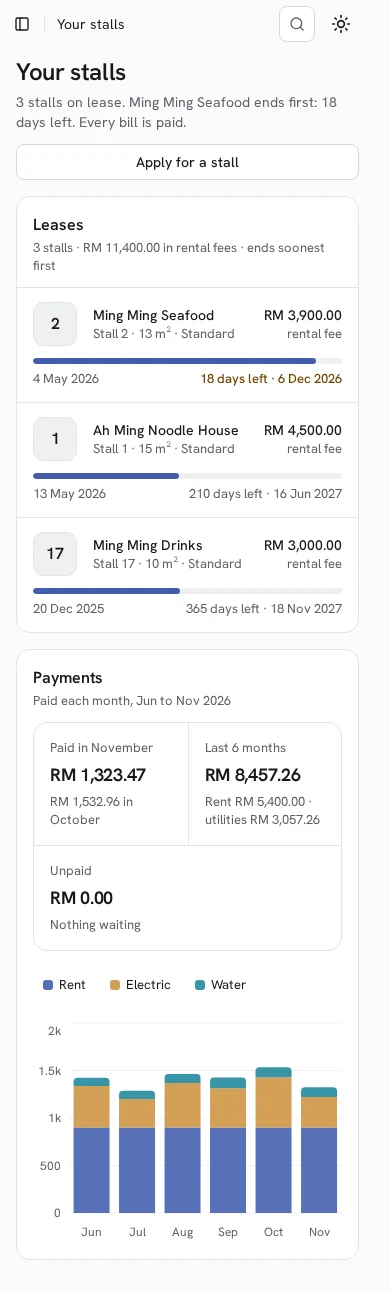 Your stalls
Your stalls
3 stalls on lease. Ming Ming Seafood ends first: 18
days left. Every bill is paid.
Apply for a stall
Leases
3 stalls · RM 11,400.00 in rental fees · ends soonest
first
2
Ming Ming Seafood
RM 3,900.00
Stall 2 · 13 m² · Standard
rental fee
4 May 2026
18 days left · 6 Dec 2026
1
Ah Ming Noodle House
RM 4,500.00
Stall 1 · 15 m² · Standard
rental fee
13 May 2026
210 days left · 16 Jun 2027
17
Ming Ming Drinks
RM 3,000.00
Stall 17 · 10 m² · Standard
rental fee
20 Dec 2025
365 days left · 18 Nov 2027
Payments
Paid each month, Jun to Nov 2026
Paid in November
RM 1,323.47
RM 1,532.96 in
October
Last 6 months
RM 8,457.26
Rent RM 5,400.00 ·
utilities RM 3,057.26
Unpaid
RM 0.00
Nothing waiting
Rent
Electric
Water
2k
1.5k
1k
500
0
Jun
Jul
Aug
Sep
Oct
Nov